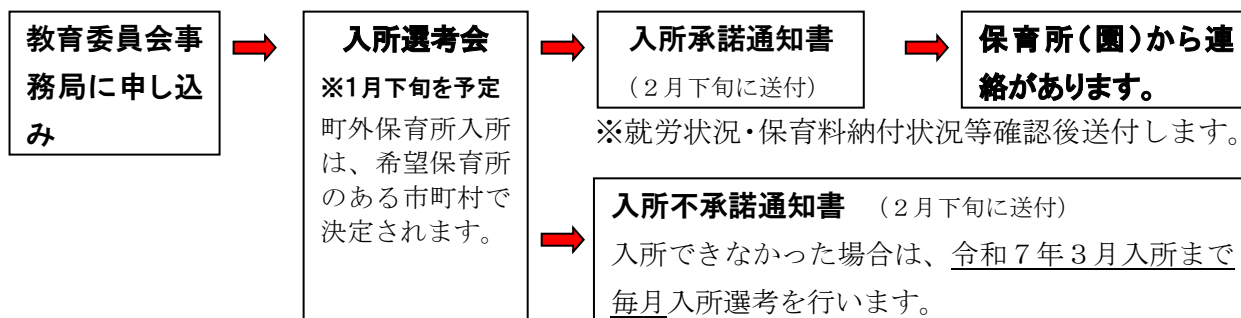 教育委員会事
務局に申し込
み
入所選考会
※1月下旬を予定
町外保育所入所
は、希望保育所
のある市町村で
決定されます。
入所承諾通知書
（２月下旬に送付）
保育所（園）から連
絡があります。
※就労状況・保育料納付状況等確認後送付します。
入所不承諾通知書　（２月下旬に送付）
入所できなかった場合は、令和７年３月入所まで
毎月入所選考を行います。